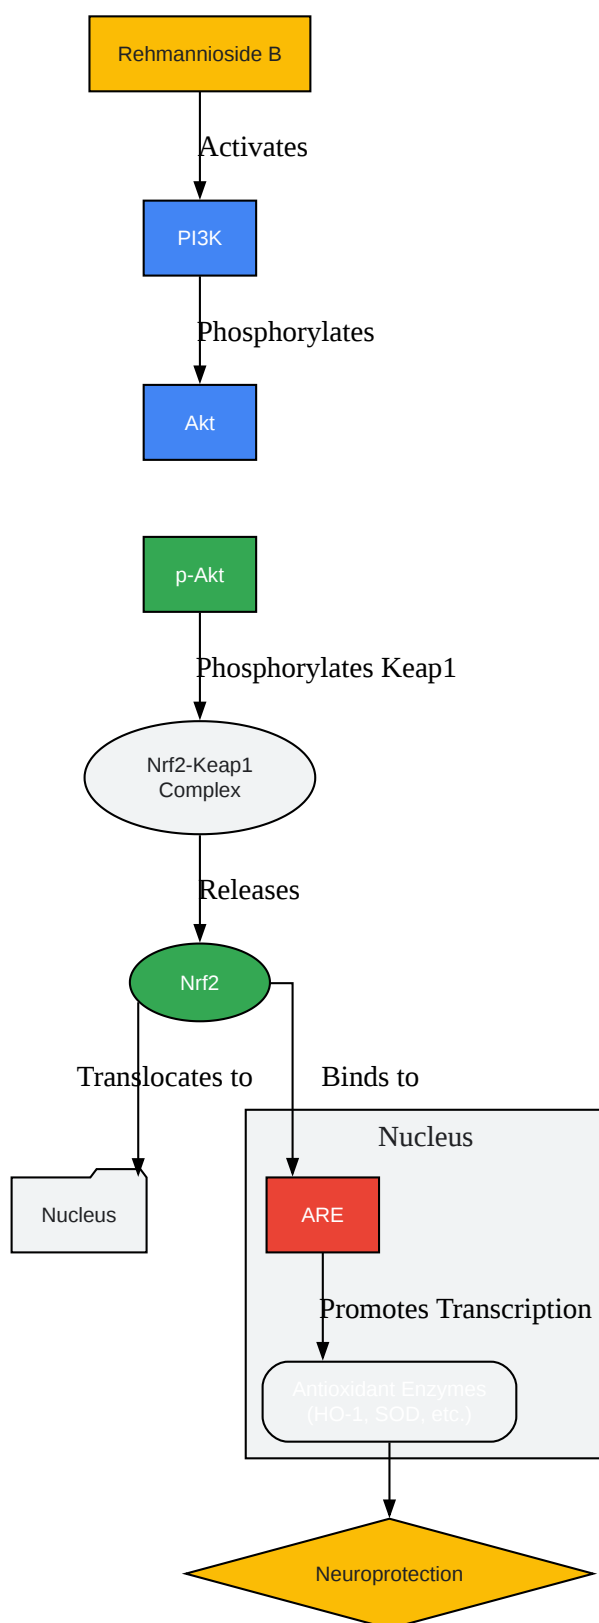 Rehmannioside B
Activates
PI3K
Phosphorylates
Akt
p-Akt
Phosphorylates Keap1
Nrf2-Keap1
Complex
Releases
Nrf2
Translocates to
Binds to
Nucleus
Nucleus
ARE
Promotes Transcription
Antioxidant Enzymes
(HO-1, SOD, etc.)
Neuroprotection